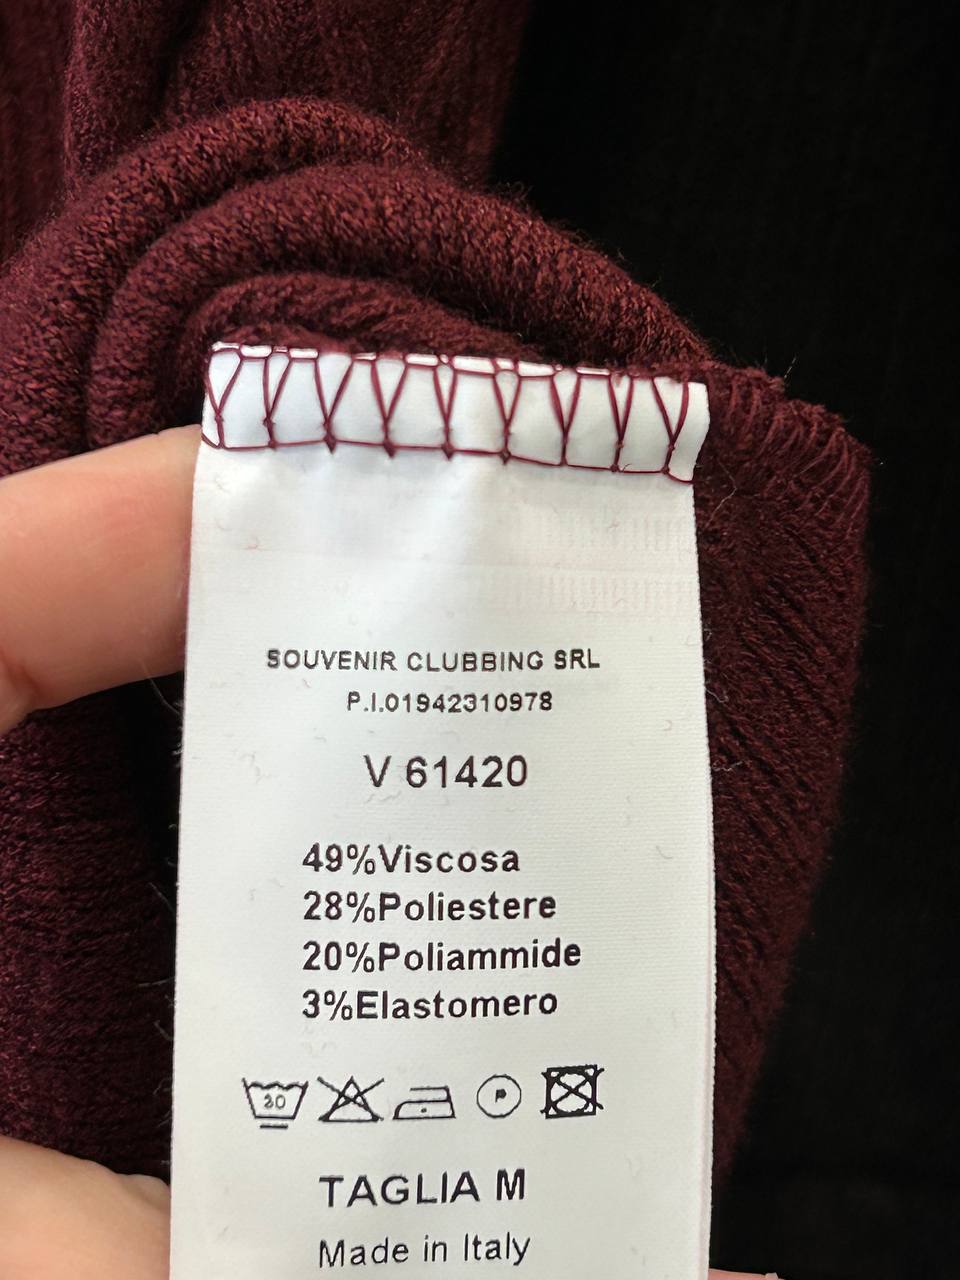 SOUVENIR CLUBBING SRL
P.I.01942310978
V 61420
49%Viscosa
28%Poliestere
20%Poliammide
3%Elastomero
30 P
TAGLIA M
Made in Italy